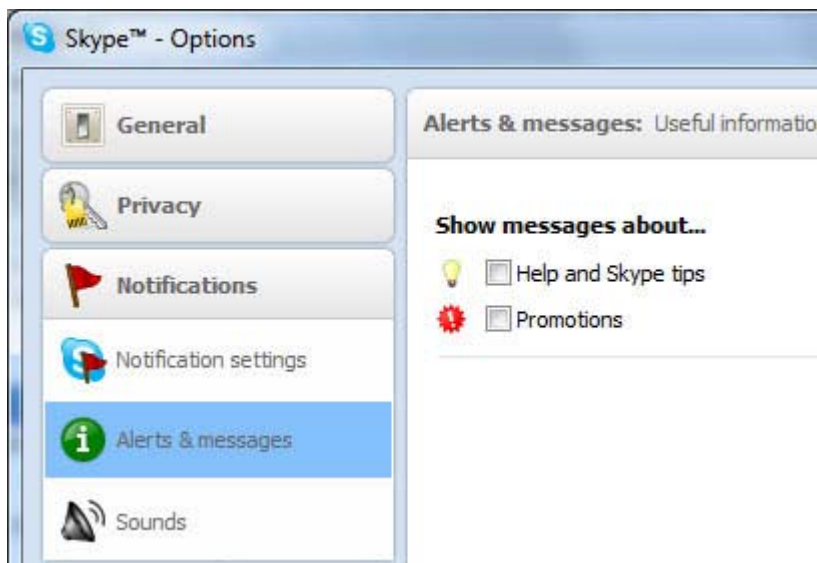 Skype™ - Options
General
Privacy
Notifications
Notification settings
Alerts & messages
Sounds
Alerts & messages: Useful informatio
Show messages about...
Help and Skype tips
Promotions